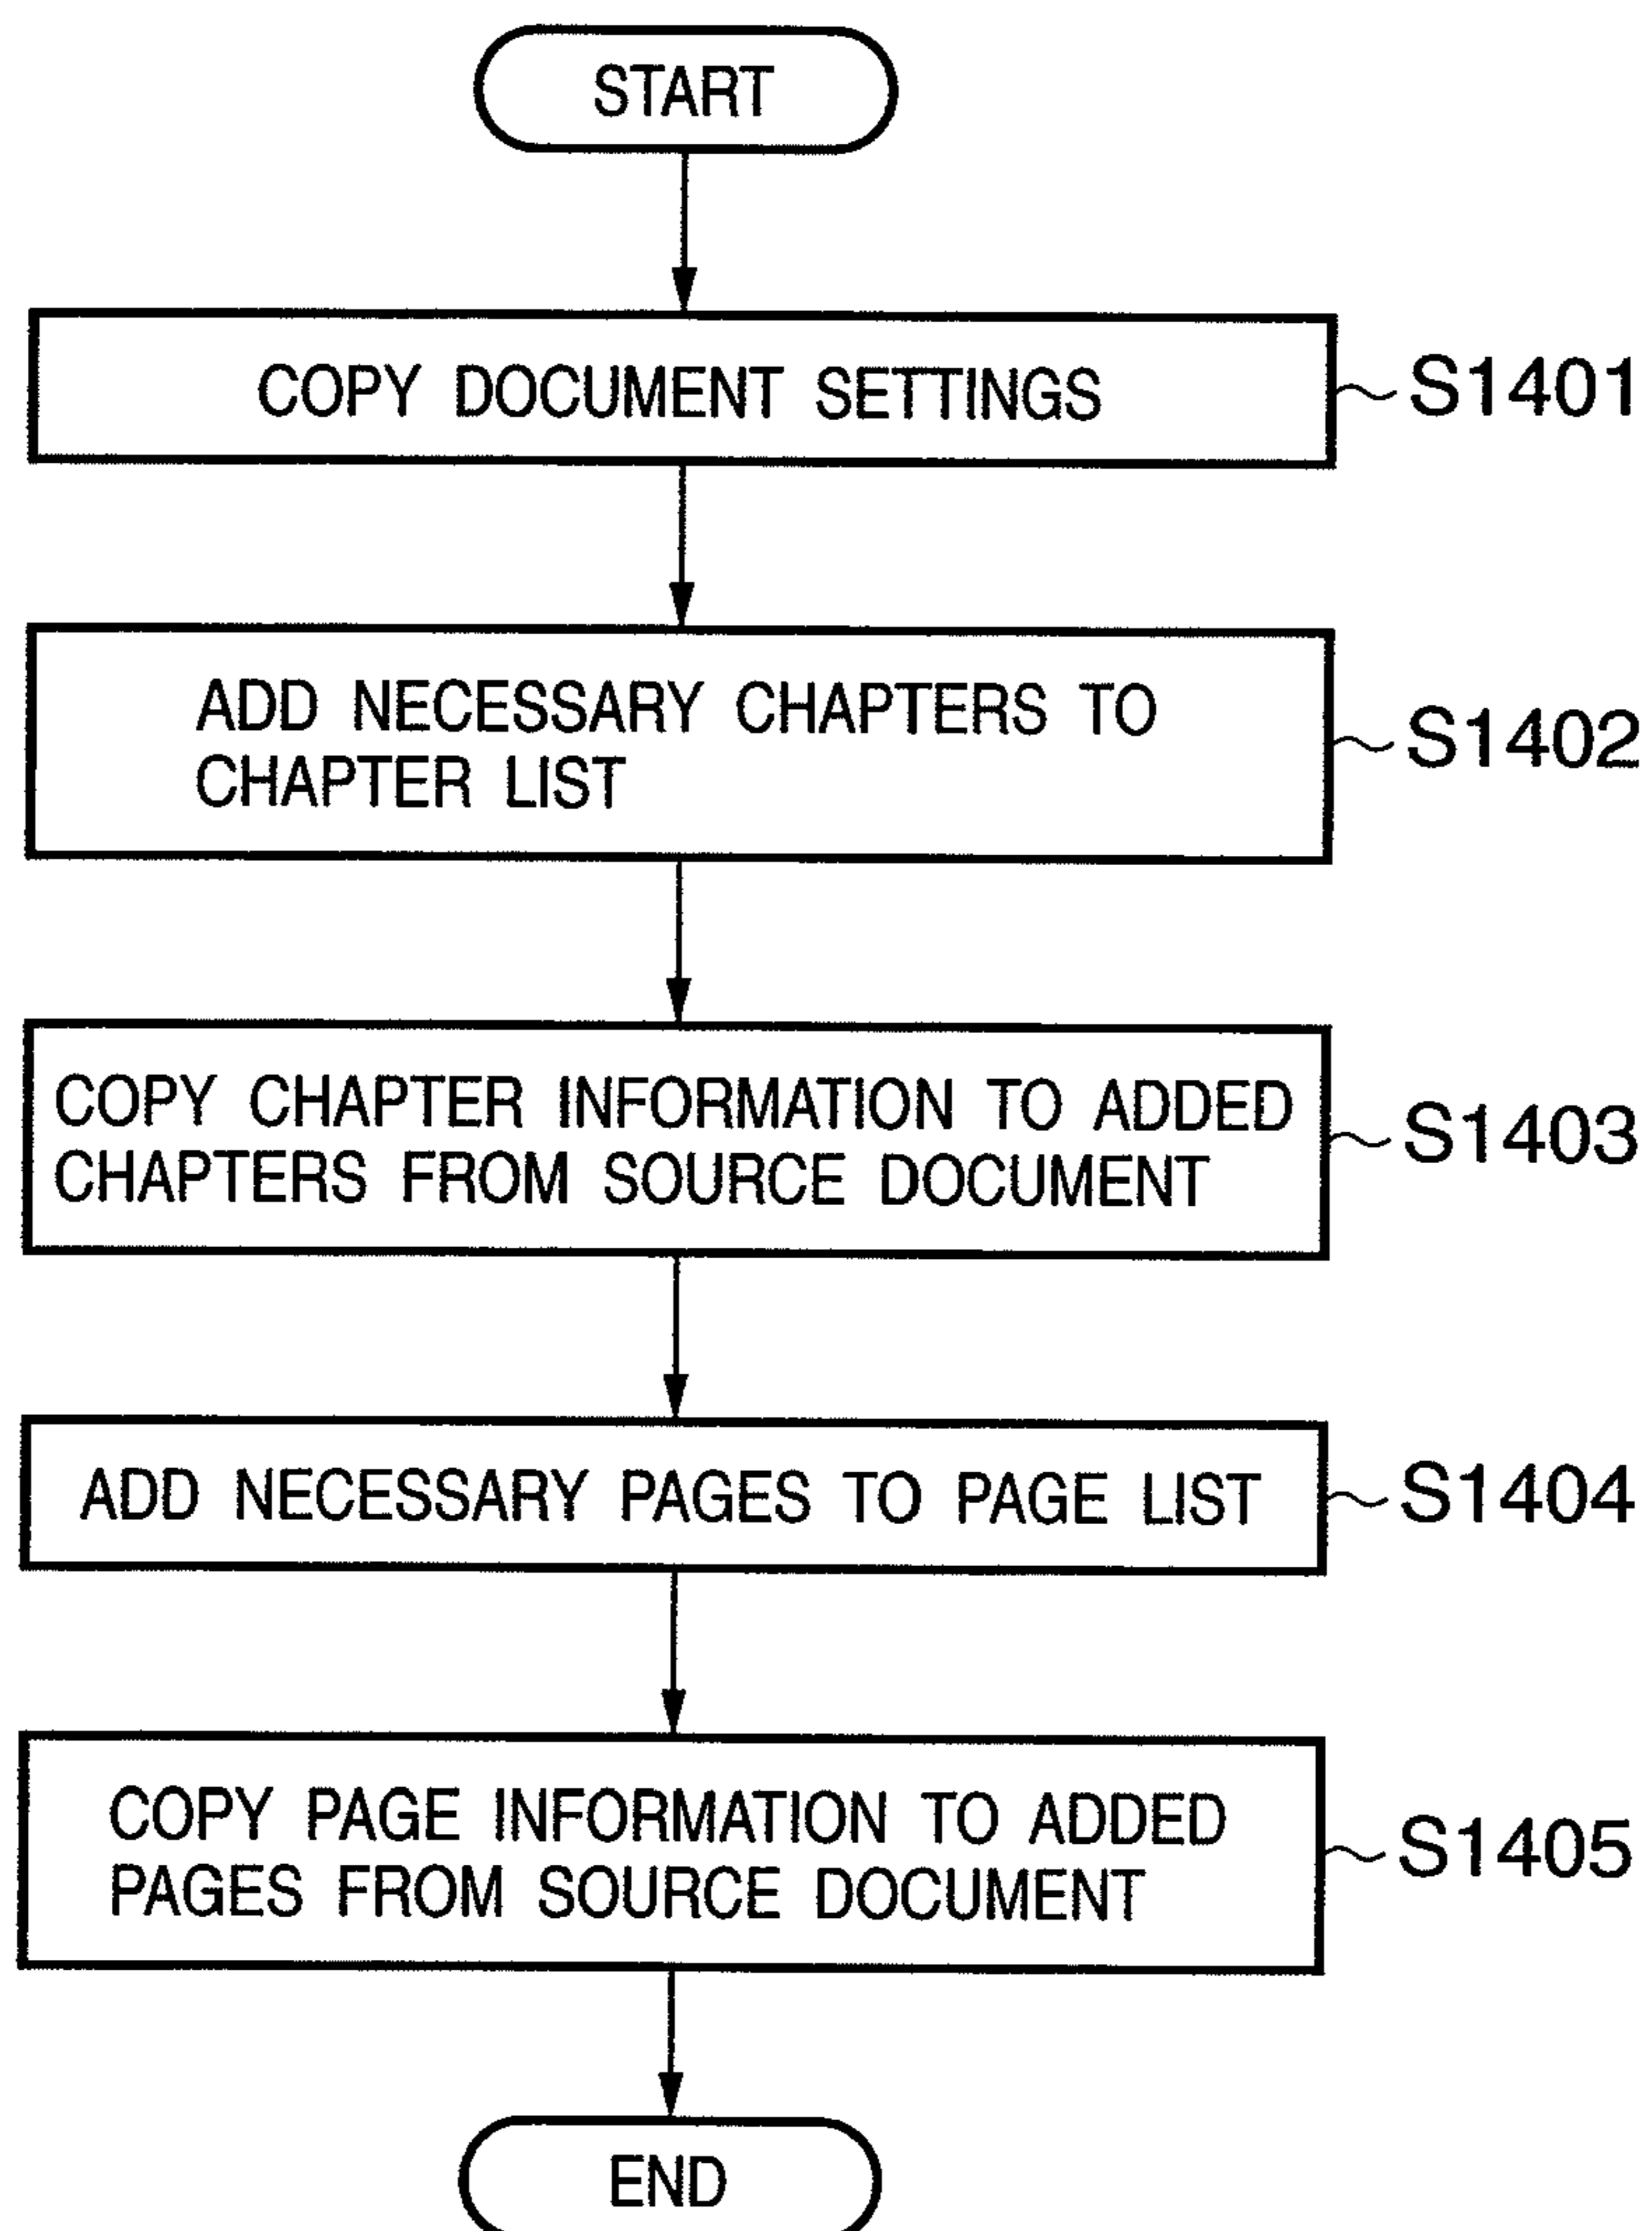 START
COPY DOCUMENT SETTINGS
S1401
ADD NECESSARY CHAPTERS TO
CHAPTER LIST
S1402
COPY CHAPTER INFORMATION TO ADDED
CHAPTERS FROM SOURCE DOCUMENT
S1403
ADD NECESSARY PAGES TO PAGE LIST
S1404
COPY PAGE INFORMATION TO ADDED
PAGES FROM SOURCE DOCUMENT
S1405
END